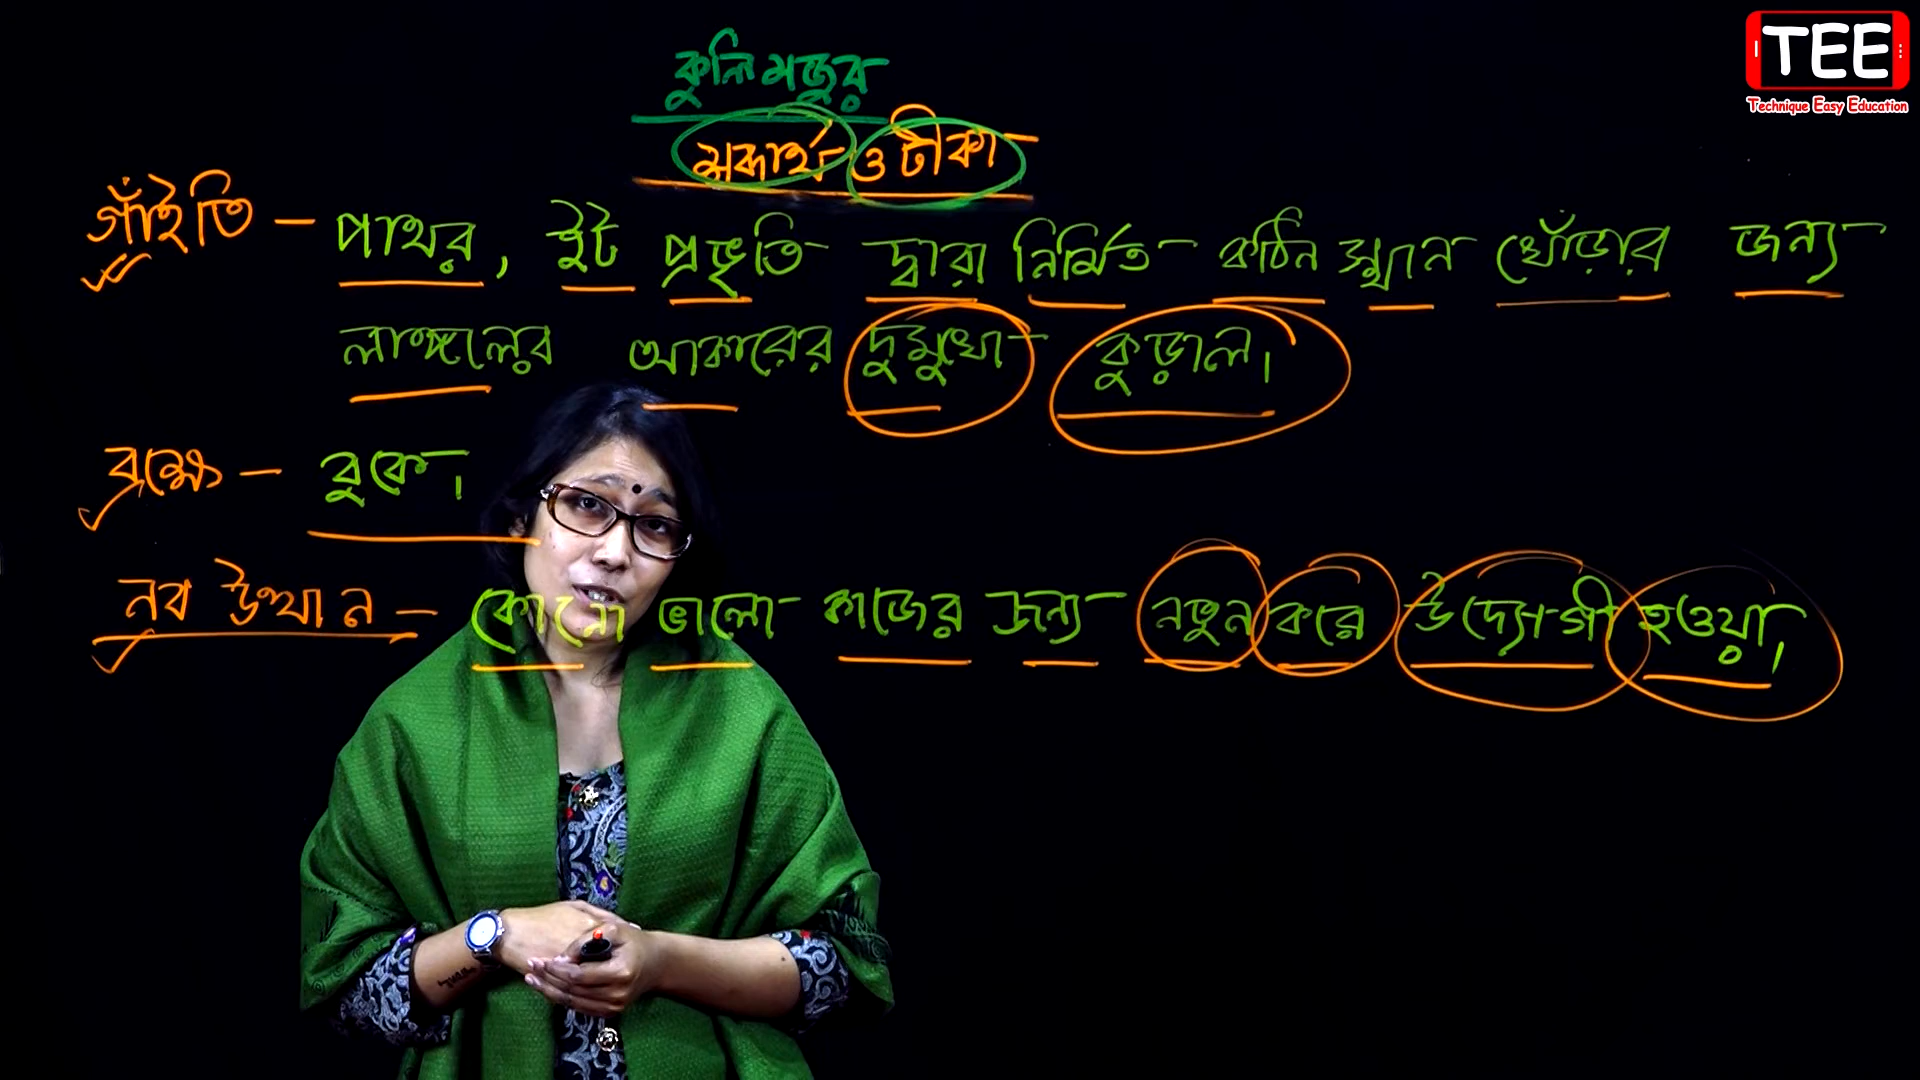 TEE
Technique Easy Education
কুলি মজুর
শব্দার্থ ও টীকা
গাঁইতি – পাথর, ইট প্রভৃতি দ্বারা নির্মিত কঠিন স্থান খোঁড়ার জন্য
লাঙ্গলের আকারের দুমুখো কুড়াল।
বক্ষে – বুকে।
নব উত্থান – কোনো ভালো কাজের জন্য নতুন করে উদ্যোগী হওয়া।